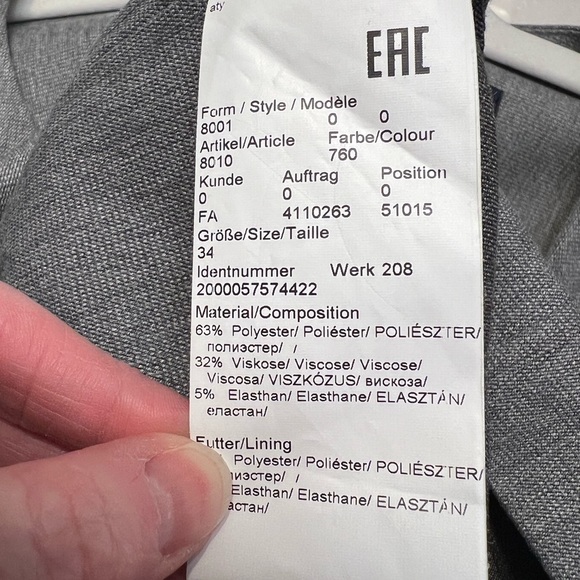 aty
EAC
Form / Style / Modèle
8001 0 0
Artikel/Article Farbe/Colour
8010 760
Kunde Auftrag Position
0 0 0
FA 4110263 51015
Größe/Size/Taille
34
Identnummer Werk 208
2000057574422
Material/Composition
63% Polyester/ Poliéster/ POLIÉSZTER/
полиэстер/ /
32% Viskose/ Viscose/ Viscose/
Viscosa/ VISZKÓZUS/ вискоза/
5% Elasthan/ Elasthane/ ELASZTÁN/
еластан/
Futter/Lining
Polyester/ Poliéster/ POLIÉSZTER/
лиэстер/ /
Elasthan/ Elasthane/ ELASZTÁN/
астан/